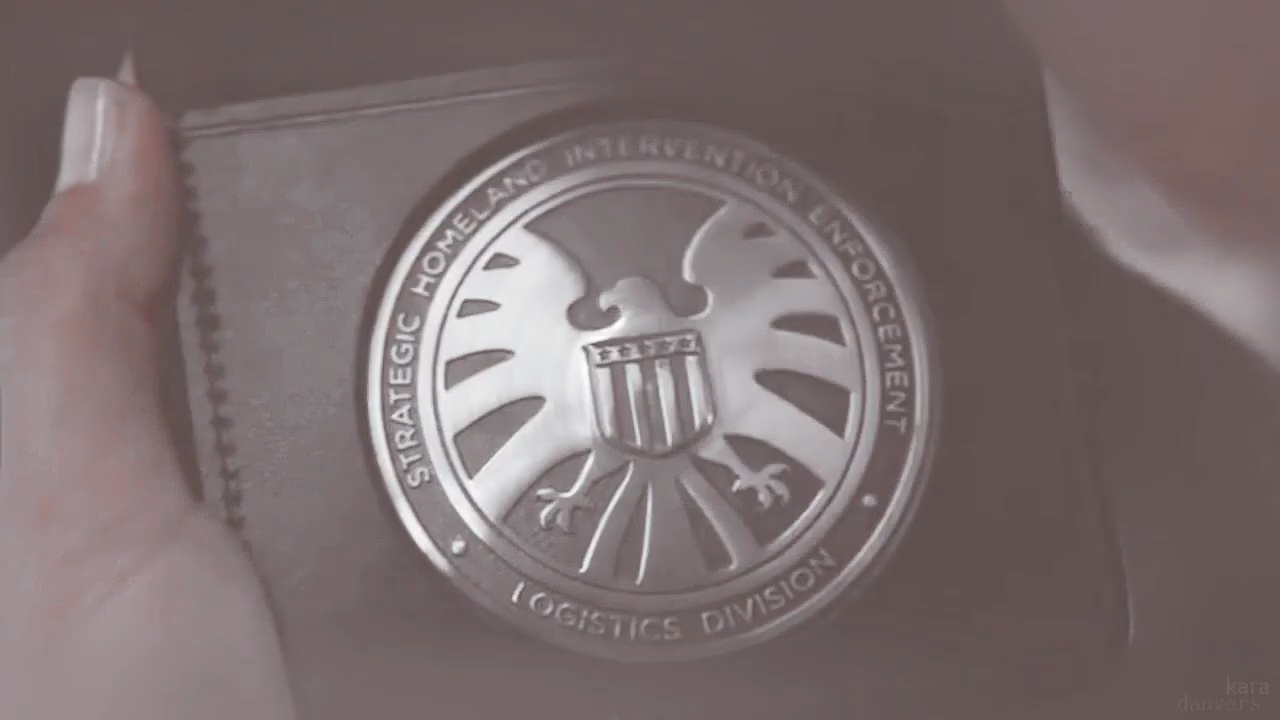 STRATEGIC HOMELAND INTERVENTION ENFORCEMENT
LOGISTICS DIVISION
kara
danvers